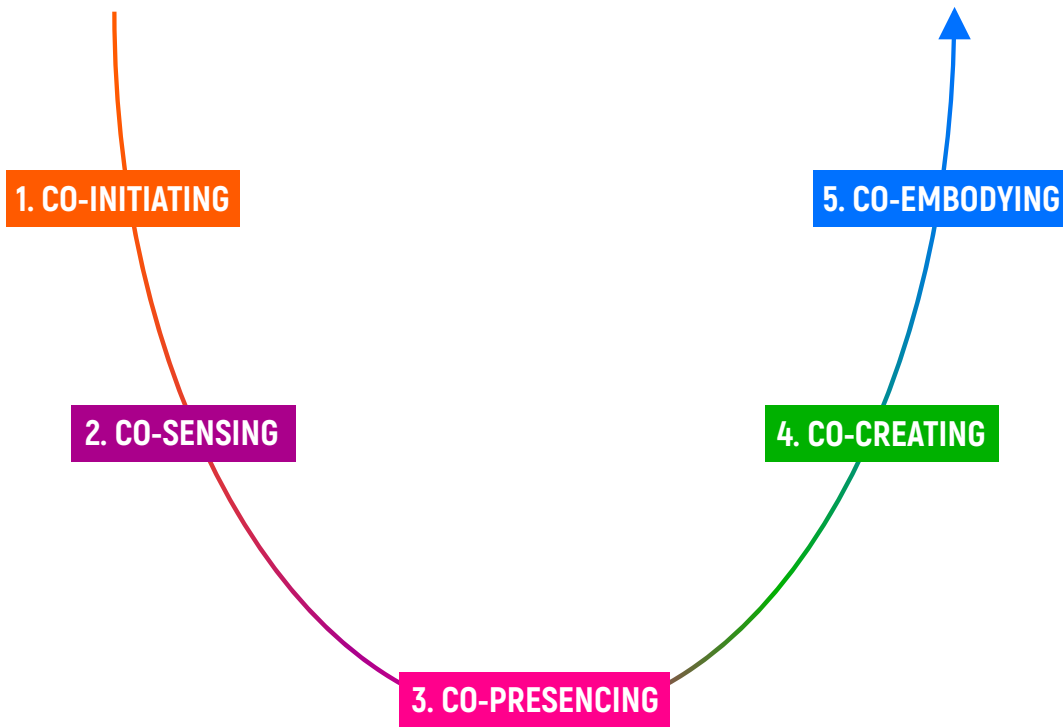 1. CO-INITIATING
2. CO-SENSING
3. CO-PRESENCING
4. CO-CREATING
5. CO-EMBODYING